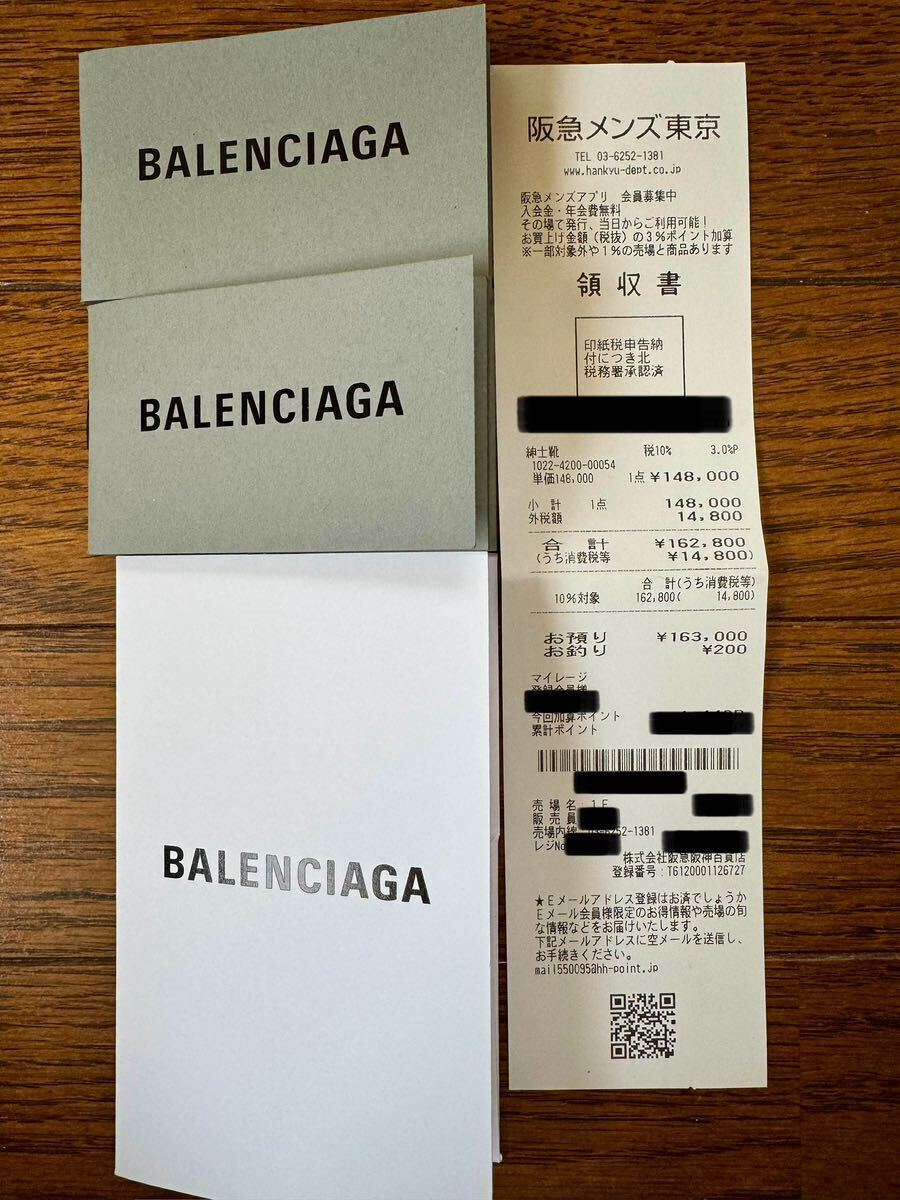 BALENCIAGA
BALENCIAGA
BALENCIAGA
阪急メンズ東京
TEL 03-6252-1381
www.hankyu-dept.co.jp
阪急メンズアプリ 会員募集中
入会金・年会費無料
その場で発行、当日からご利用可能!
お買上げ金額(税抜)の3%ポイント加算
※一部対象外や1%の売場と商品あります
領収書
印紙税申告納
付につき北
税務署承認済
紳士靴 税10% 3.0%P
1022-4200-00054
単価148,000 1点 ¥148,000
小 計 1点 148,000
外税額 14,800
合 計 ¥162,800
(うち消費税等 ¥14,800)
合 計(うち消費税等)
10%対象 162,800( 14,800)
お預り ¥163,000
お釣り ¥200
マイレージ
登録会員様
今回加算ポイント
累計ポイント
売 場 名:1F
販 売 員
売場内線 03-6252-1381
レジNo
株式会社阪急阪神百貨店
登録番号:T6120001126727
★Eメールアドレス登録はお済でしょうか
Eメール会員様限定のお得情報や売場の旬
な情報などをお届けいたします。
下記メールアドレスに空メールを送信し、
お手続きください。
mail550095@hh-point.jp